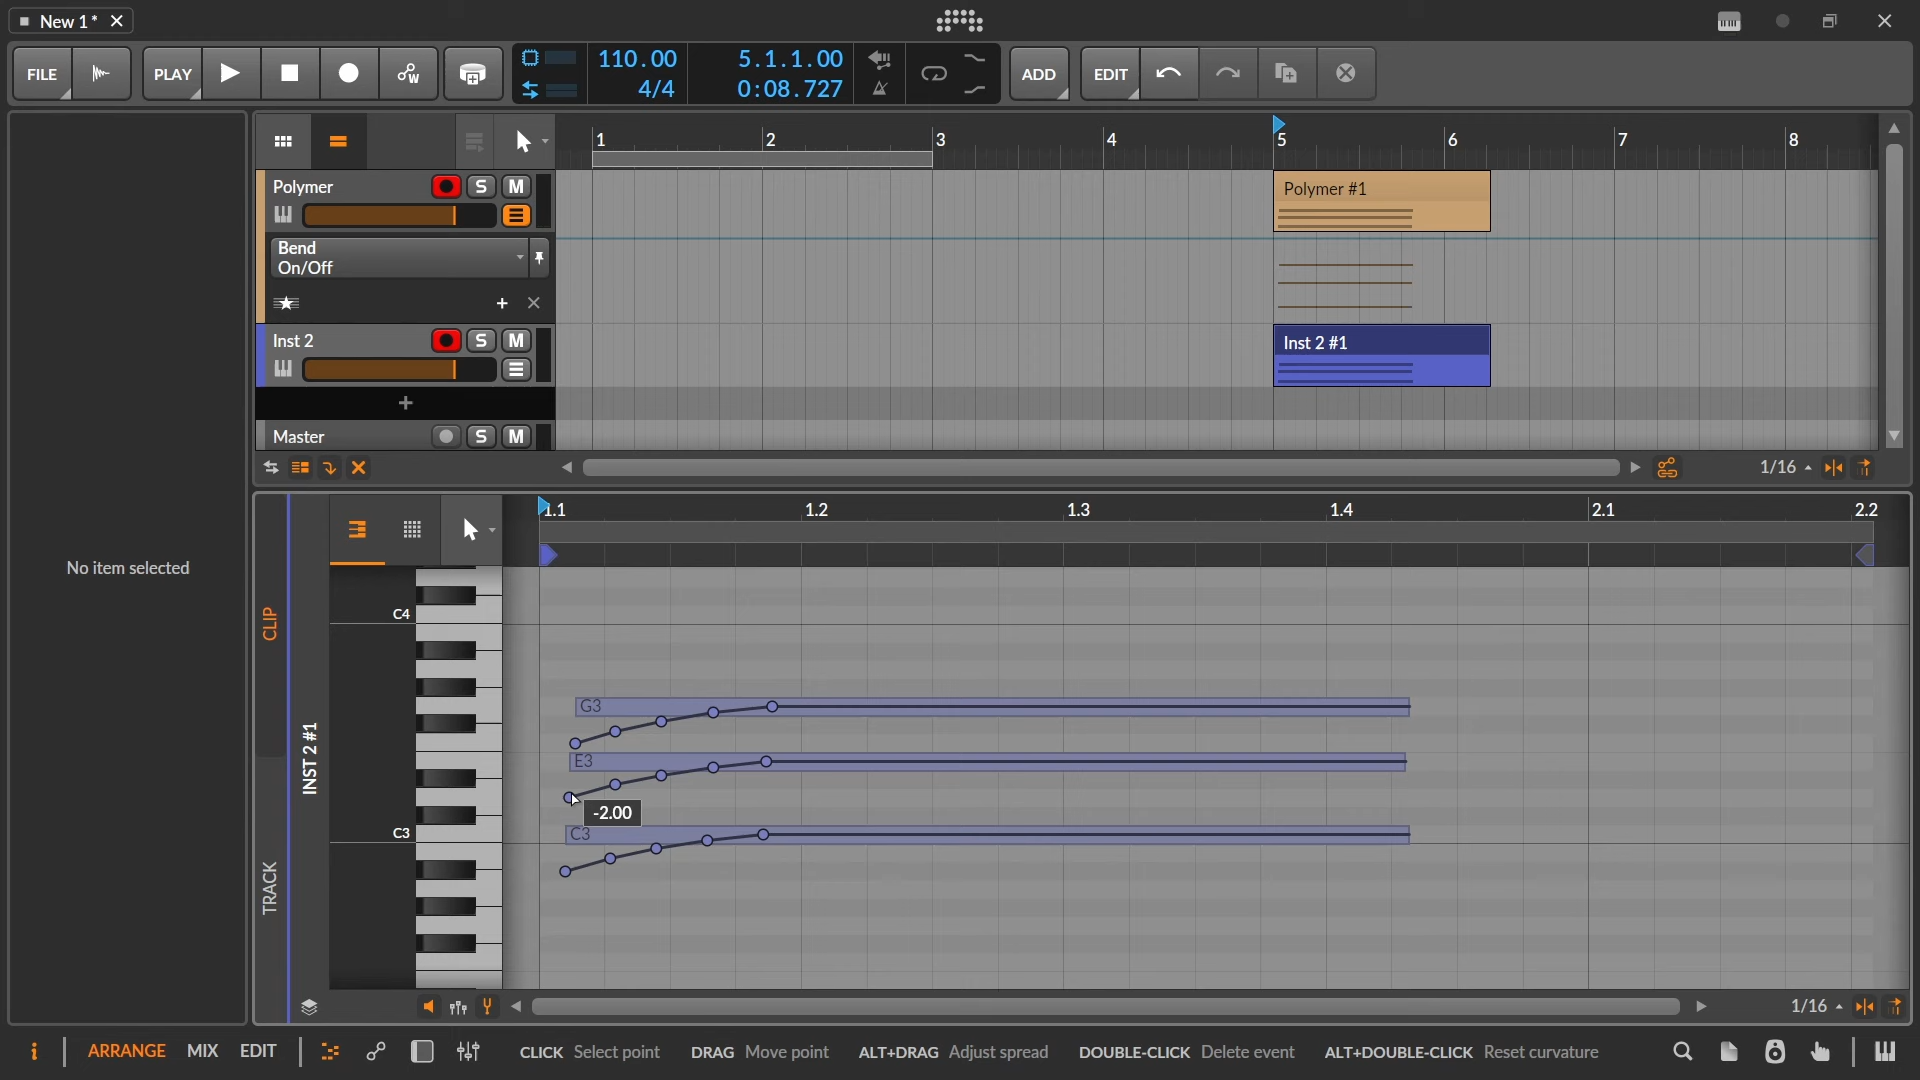 New 1*
FILE
PLAY
W
110.00
4/4
5.1.1.00
0:08.727
ADD
EDIT
1 2 3 4 5 6 7 8
Polymer S M
Polymer #1
Bend
On/Off
Inst 2 S M
Inst 2 #1
Master S M
1/16
No item selected
CLIP
TRACK
INST 2 #1
1.1 1.2 1.3 1.4 2.1 2.2
C4
C3
G3
E3
-2.00
C3
1/16
i ARRANGE MIX EDIT CLICK Select point DRAG Move point ALT+DRAG Adjust spread DOUBLE-CLICK Delete event ALT+DOUBLE-CLICK Reset curvature